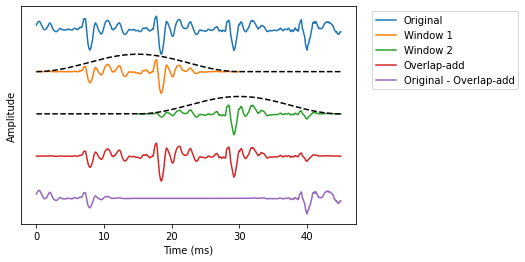 Original
Window 1
Window 2
Overlap-add
Original - Overlap-add
Amplitude
0
10
20
30
40
Time (ms)